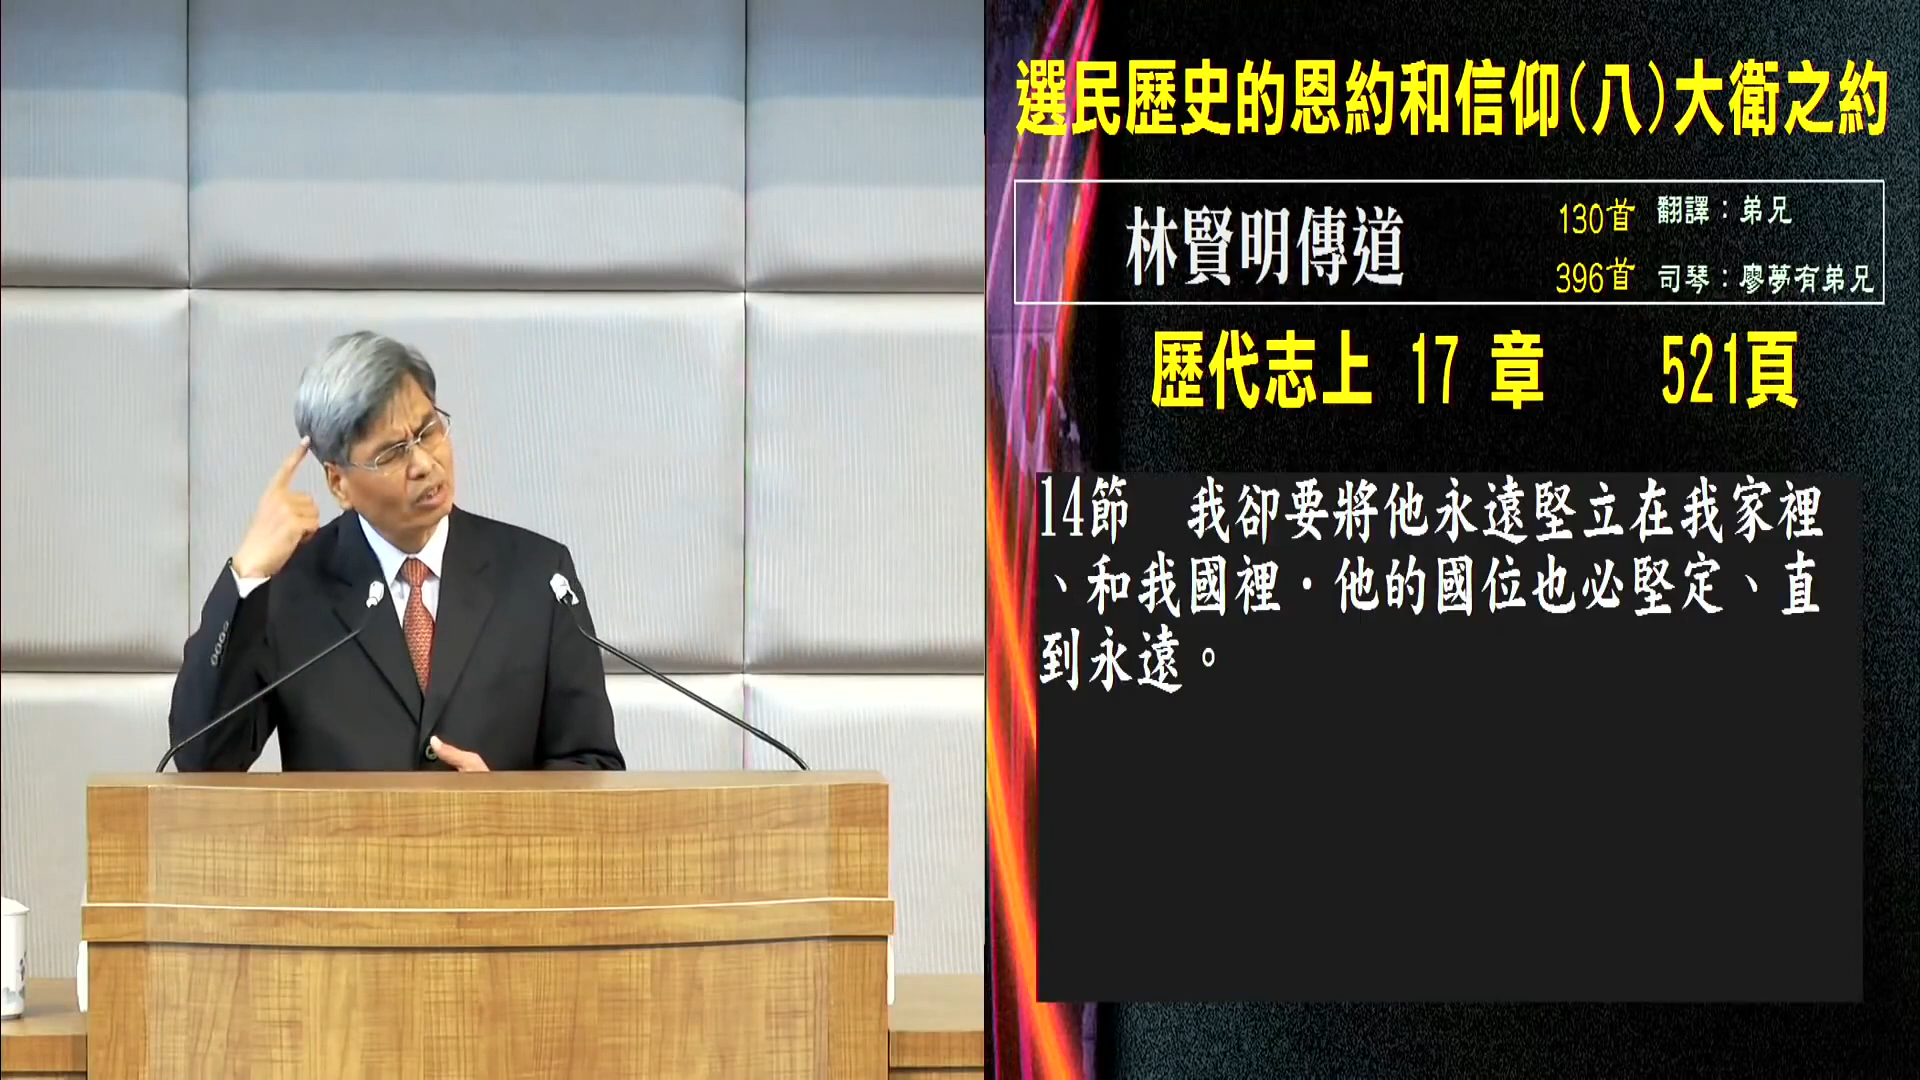 選民歷史的恩約和信仰(八)大衛之約
林賢明傳道
130首 翻譯：弟兄
396首 司琴：廖夢有弟兄
歷代志上 17 章 521頁
14節 我卻要將他永遠堅立在我家裡
、和我國裡．他的國位也必堅定、直
到永遠。